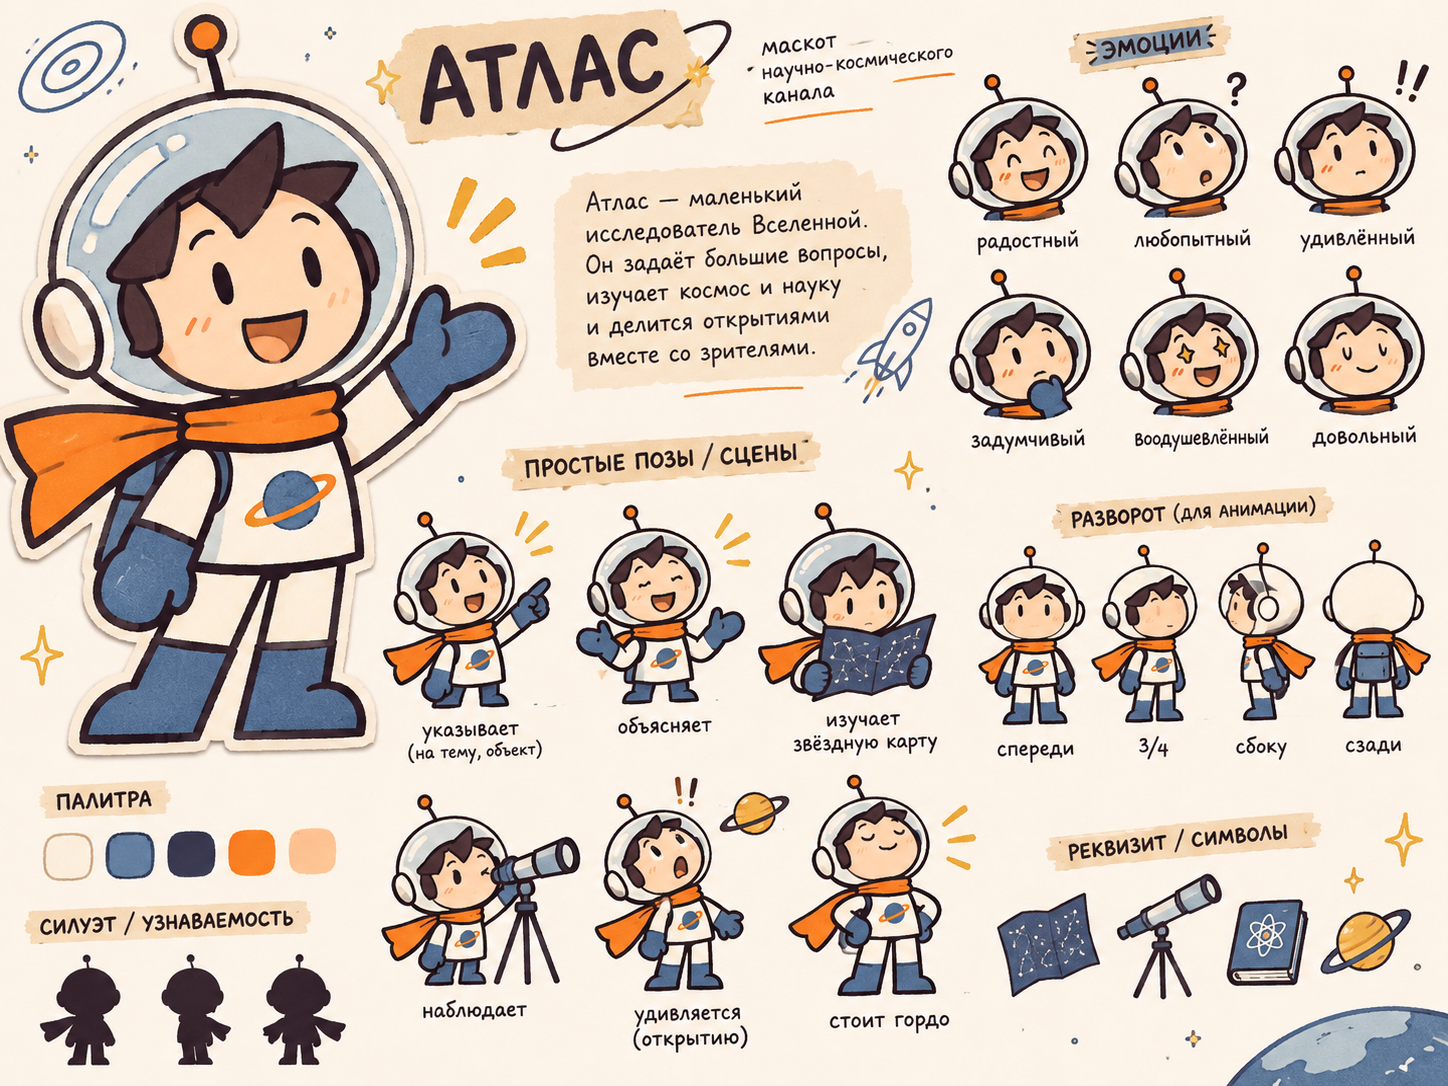 АТЛАС
маскот
научно-космического
канала
Атлас — маленький
исследователь Вселенной.
Он задаёт большие вопросы,
изучает космос и науку
и делится открытиями
вместе со зрителями.
ЭМОЦИИ
?
!!
радостный
любопытный
удивлённый
задумчивый
воодушевлённый
довольный
ПРОСТЫЕ ПОЗЫ / СЦЕНЫ
указывает
(на тему, объект)
объясняет
изучает
звёздную карту
!!
наблюдает
удивляется
(открытию)
стоит гордо
РАЗВОРОТ (ДЛЯ АНИМАЦИИ)
спереди
3/4
сбоку
сзади
ПАЛИТРА
СИЛУЭТ / УЗНАВАЕМОСТЬ
РЕКВИЗИТ / СИМВОЛЫ